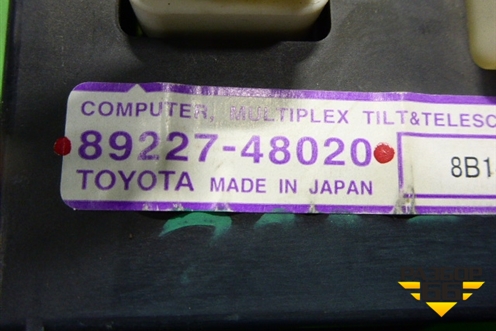 COMPUTER, MULTIPLEX TILT&TELESC
89227-48020
8B1
TOYOTA MADE IN JAPAN